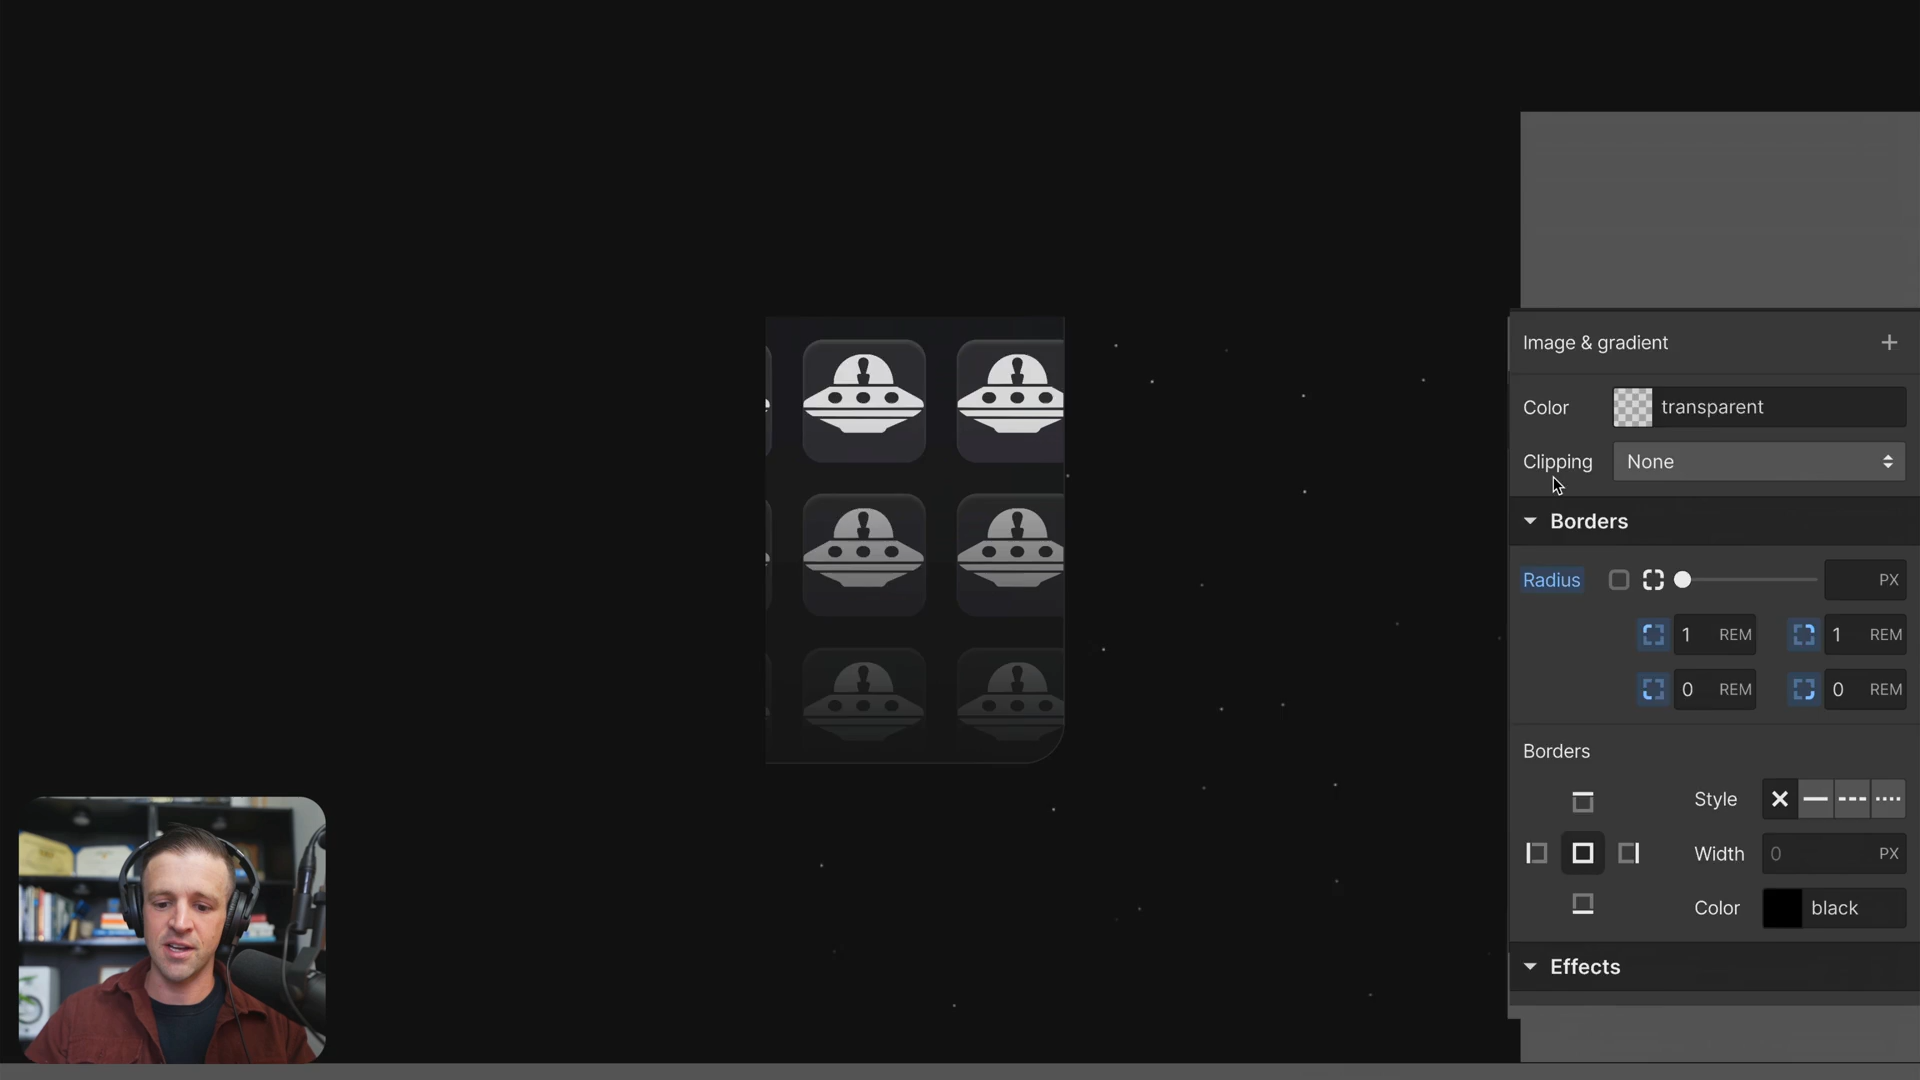 Image & gradient
Color transparent
Clipping None
Borders
Radius PX
1 REM 1 REM
0 REM 0 REM
Borders
Style
Width 0 PX
Color black
Effects